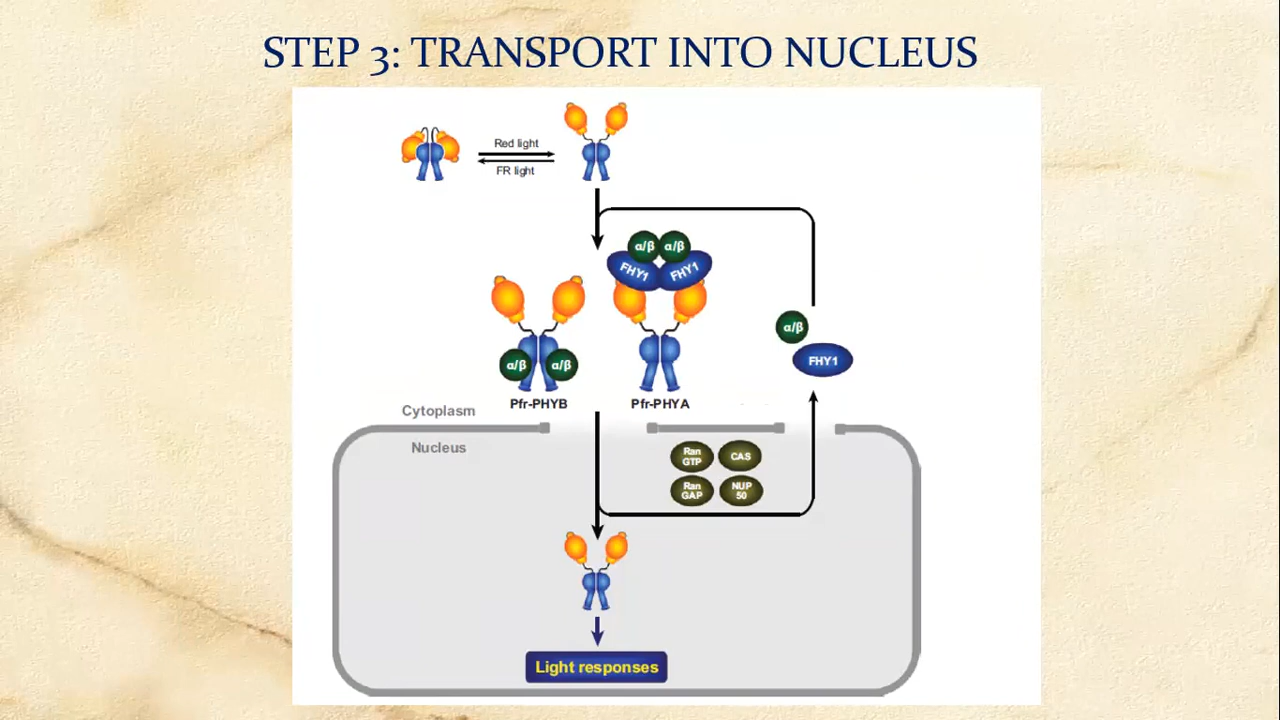 STEP 3: TRANSPORT INTO NUCLEUS
Red light
FR light
α/β α/β
FHY1 FHY1
α/β
FHY1
α/β α/β
Pfr-PHYB Pfr-PHYA
Cytoplasm
Nucleus
Ran
GTP
CAS
Ran
GAP
NUP
50
Light responses